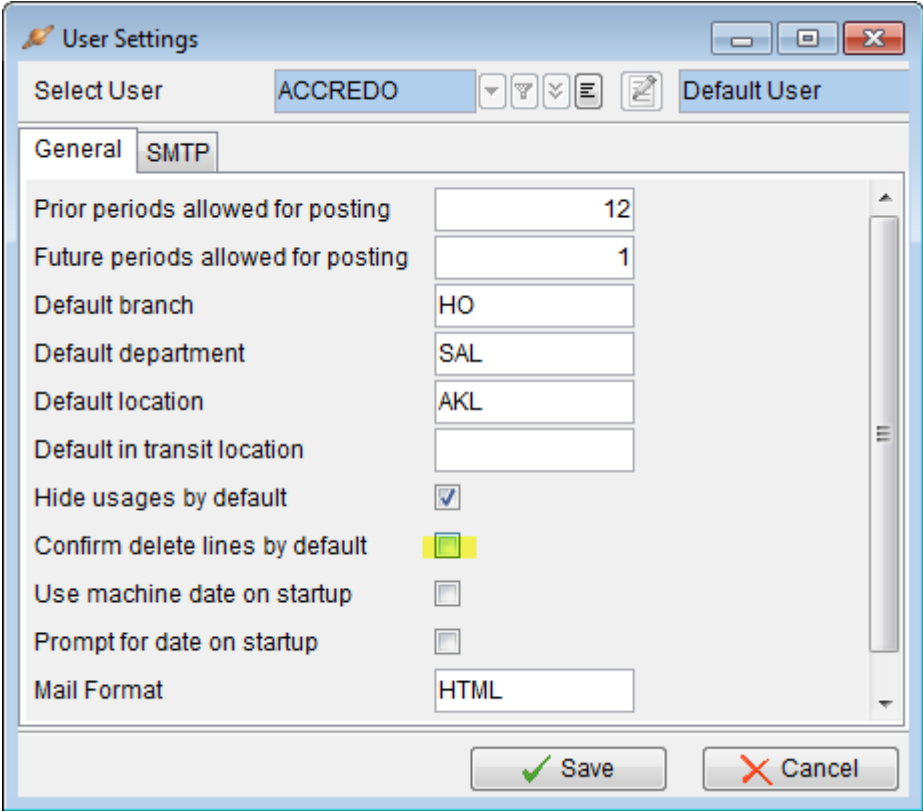 User Settings
Select User ACCREDO Default User
General SMTP
Prior periods allowed for posting 12
Future periods allowed for posting 1
Default branch HO
Default department SAL
Default location AKL
Default in transit location
Hide usages by default
Confirm delete lines by default
Use machine date on startup
Prompt for date on startup
Mail Format HTML
Save Cancel